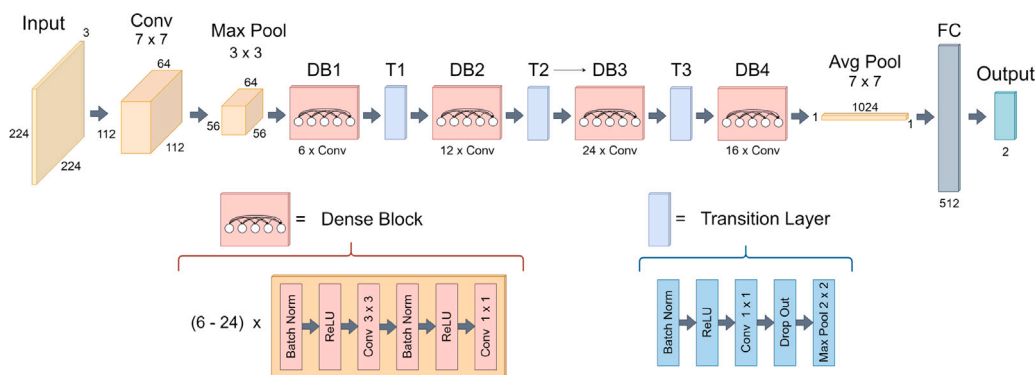 Input
3
224
224
Conv
7 x 7
64
112
112
Max Pool
3 x 3
64
56
56
DB1
6 x Conv
T1
DB2
12 x Conv
T2
DB3
24 x Conv
T3
DB4
16 x Conv
Avg Pool
7 x 7
1024
1
1
FC
512
Output
2
= Dense Block
= Transition Layer
(6 - 24) x
Batch Norm
ReLU
Conv 3 x 3
Batch Norm
ReLU
Conv 1 x 1
Batch Norm
ReLU
Conv 1 x 1
Drop Out
Max Pool 2 x 2